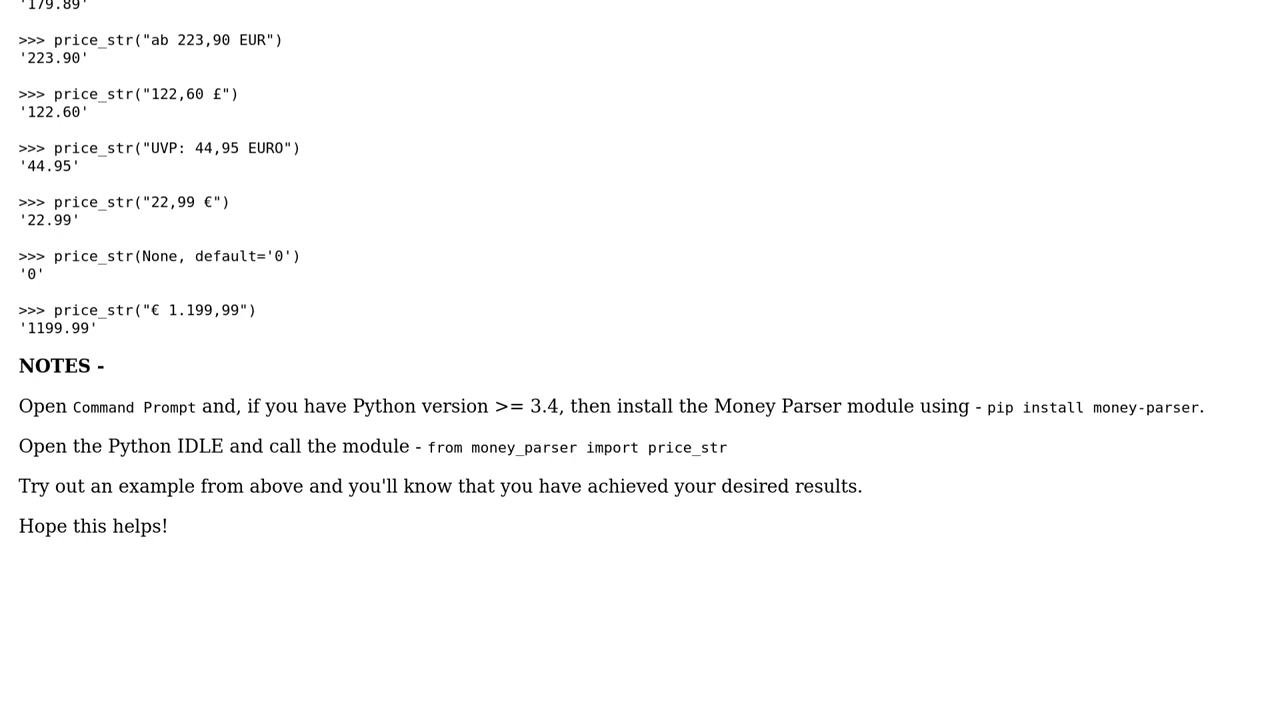 '179.89'
>>> price_str("ab 223,90 EUR")
'223.90'
>>> price_str("122,60 £")
'122.60'
>>> price_str("UVP: 44,95 EURO")
'44.95'
>>> price_str("22,99 €")
'22.99'
>>> price_str(None, default='0')
'0'
>>> price_str("€ 1.199,99")
'1199.99'
NOTES -
Open Command Prompt and, if you have Python version >= 3.4, then install the Money Parser module using - pip install money-parser.
Open the Python IDLE and call the module - from money_parser import price_str
Try out an example from above and you'll know that you have achieved your desired results.
Hope this helps!